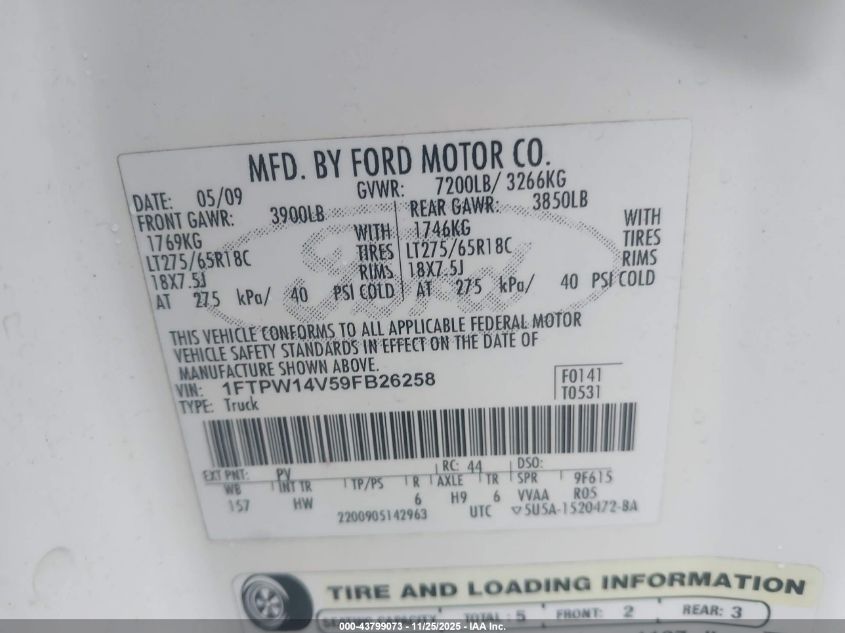 MFD. BY FORD MOTOR CO.
DATE: 05/09 GVWR: 7200LB/ 3266KG
FRONT GAWR: 3900LB REAR GAWR: 3850LB
1769KG WITH 1746KG WITH
LT275/65R18C TIRES LT275/65R18C TIRES
18X7.5J RIMS 18X7.5J RIMS
AT 275 kPa/ 40 PSI COLD AT 275 kPa/ 40 PSI COLD
Ford
THIS VEHICLE CONFORMS TO ALL APPLICABLE FEDERAL MOTOR
VEHICLE SAFETY STANDARDS IN EFFECT ON THE DATE OF
MANUFACTURE SHOWN ABOVE.
VIN: 1FTPW14V59FB26258 F0141
TYPE: Truck T0531
EXT PNT: PV RC: 44 DSO:
WB INT TR TP/PS R AXLE TR SPR 9F615
157 HW 6 H9 6 VVAA R05
2200905142963 UTC ▽5U5A-1520472-BA
TIRE AND LOADING INFORMATION
SEATING CAPACITY TOTAL: 5 FRONT: 2 REAR: 3
000-43799073 - 11/25/2025 - IAA Inc.